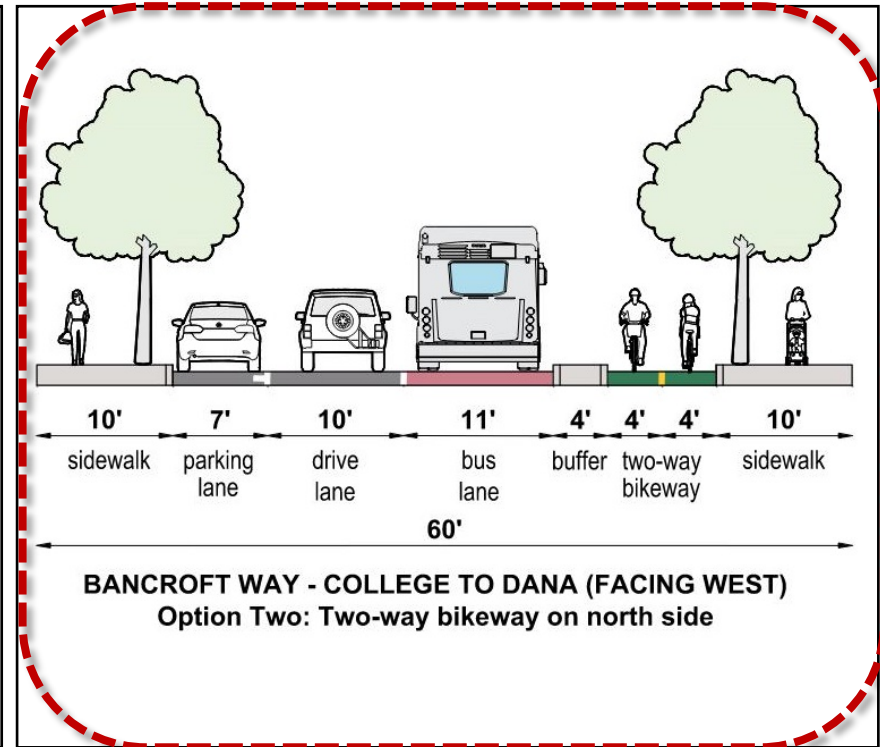 10' 7' 10' 11' 4' 4' 4' 10'
sidewalk parking drive bus buffer two-way sidewalk
lane lane lane bikeway
60'
BANCROFT WAY - COLLEGE TO DANA (FACING WEST)
Option Two: Two-way bikeway on north side